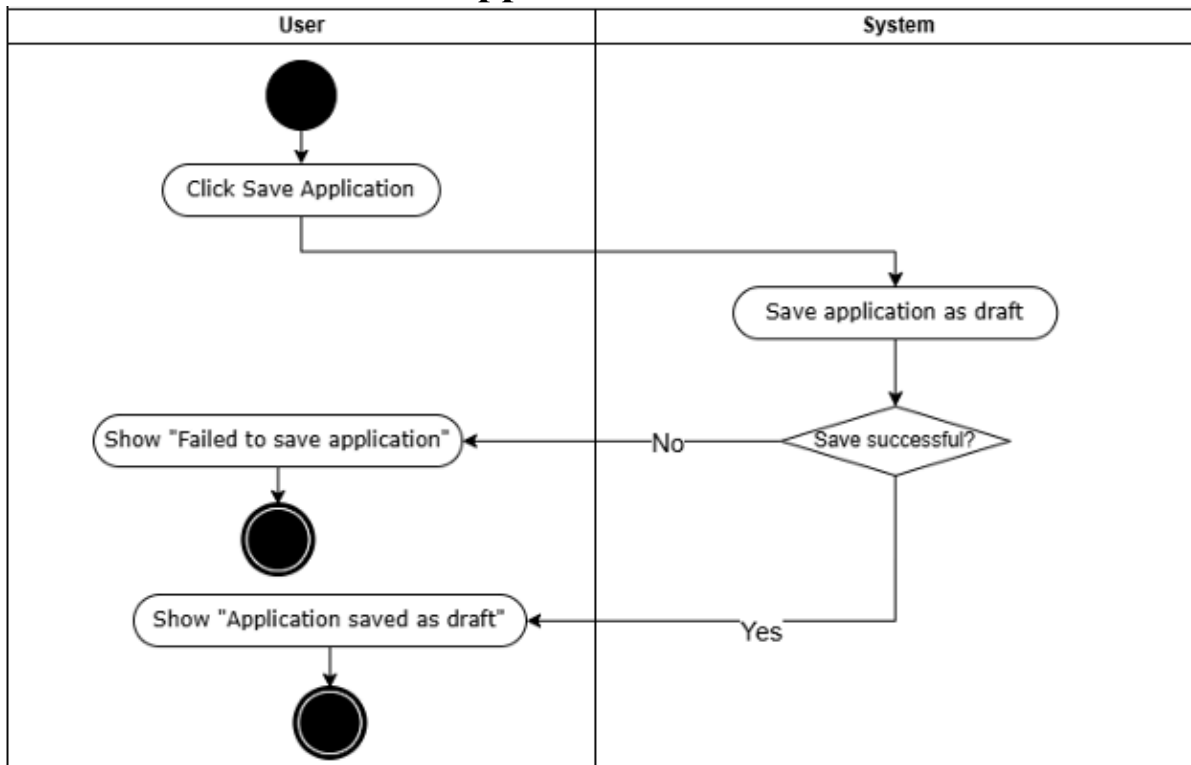 User
System
Click Save Application
Save application as draft
Save successful?
No
Show "Failed to save application"
Yes
Show "Application saved as draft"